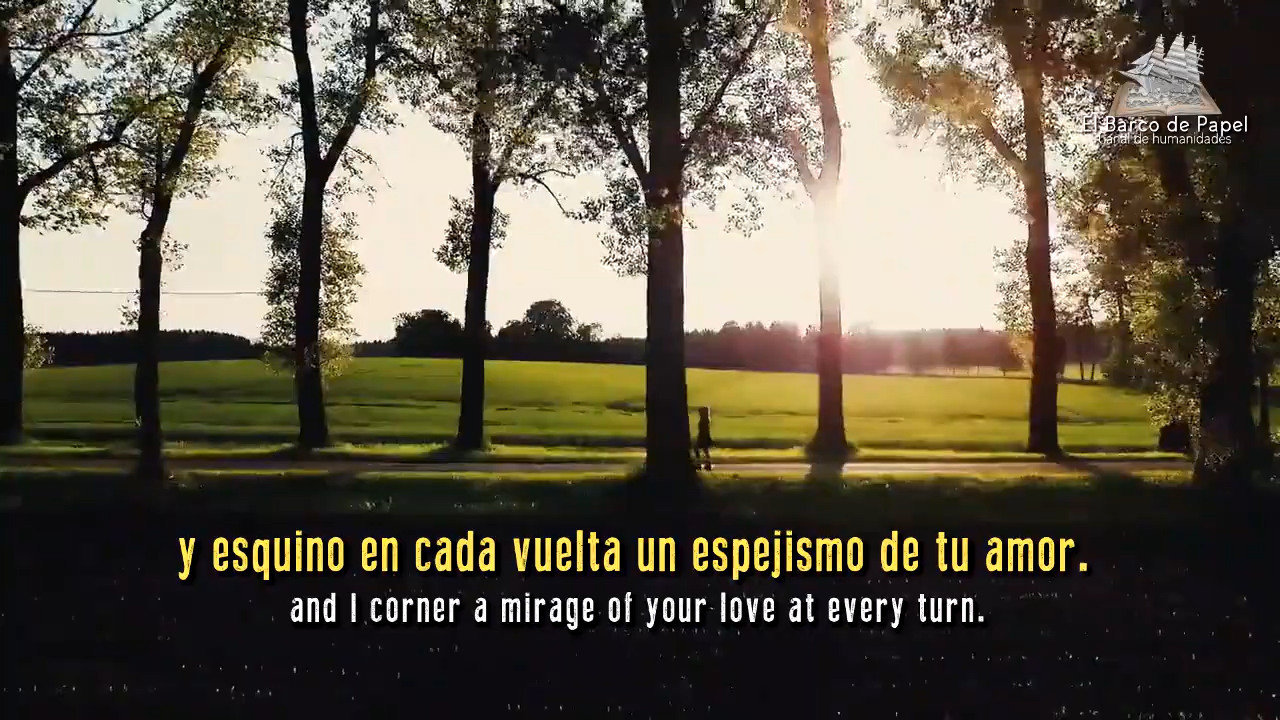 El Barco de Papel
canal de humanidades
y esquino en cada vuelta un espejismo de tu amor.
and I corner a mirage of your love at every turn.